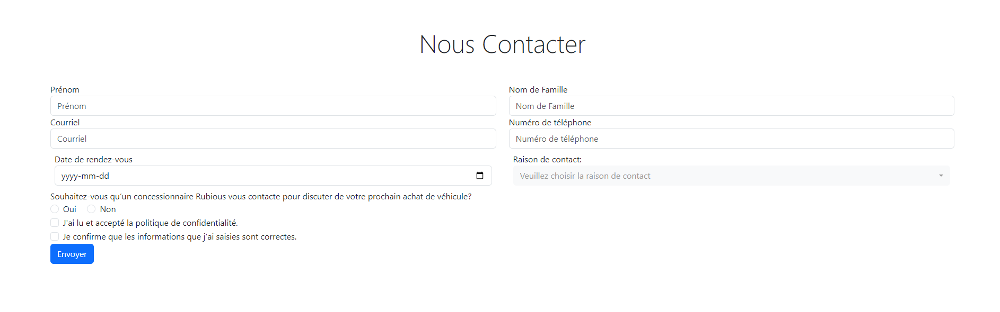 Nous Contacter
Prénom
Nom de Famille
Prénom
Nom de Famille
Courriel
Numéro de téléphone
Courriel
Numéro de téléphone
Date de rendez-vous
Raison de contact:
yyyy-mm-dd
Veuillez choisir la raison de contact
Souhaitez-vous qu’un concessionnaire Rubious vous contacte pour discuter de votre prochain achat de véhicule?
Oui Non
J'ai lu et accepté la politique de confidentialité.
Je confirme que les informations que j'ai saisies sont correctes.
Envoyer